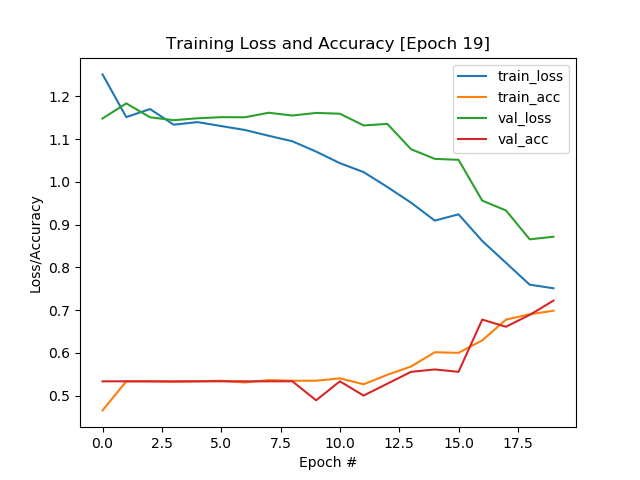 Training Loss and Accuracy [Epoch 19]
train_loss
train_acc
val_loss
val_acc
Loss/Accuracy
1.2
1.1
1.0
0.9
0.8
0.7
0.6
0.5
0.0 2.5 5.0 7.5 10.0 12.5 15.0 17.5
Epoch #